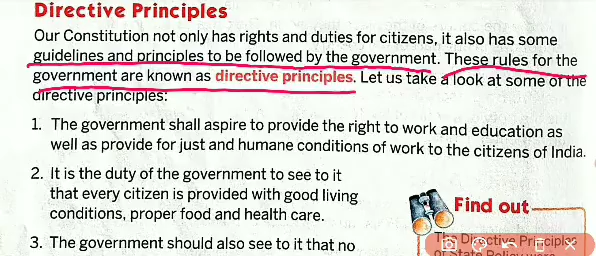 Directive Principles
Our Constitution not only has rights and duties for citizens, it also has some
guidelines and principles to be followed by the government. These rules for the
government are known as directive principles. Let us take a look at some of the
directive principles:
1. The government shall aspire to provide the right to work and education as
well as provide for just and humane conditions of work to the citizens of India.
2. It is the duty of the government to see to it
that every citizen is provided with good living
conditions, proper food and health care.
3. The government should also see to it that no
Find out
The Directive Principles
of State Policy were